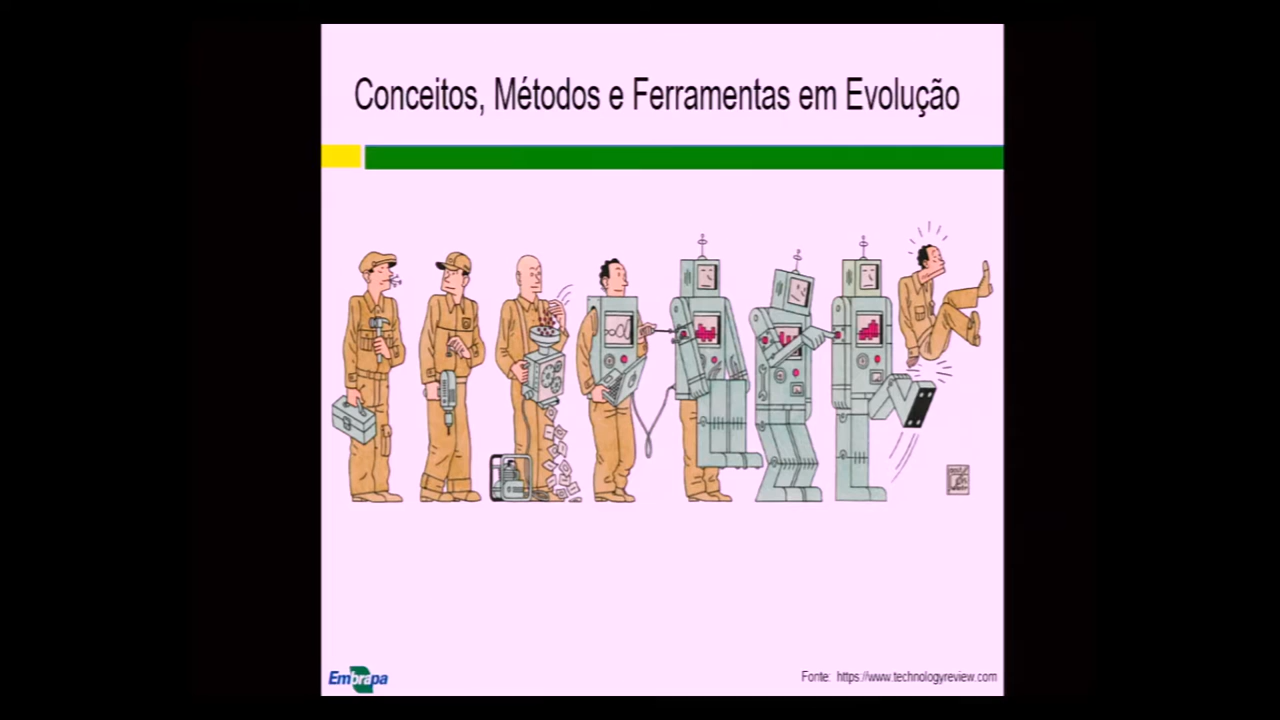 Conceitos, Métodos e Ferramentas em Evolução
Embrapa
Fonte: https://www.technologyreview.com